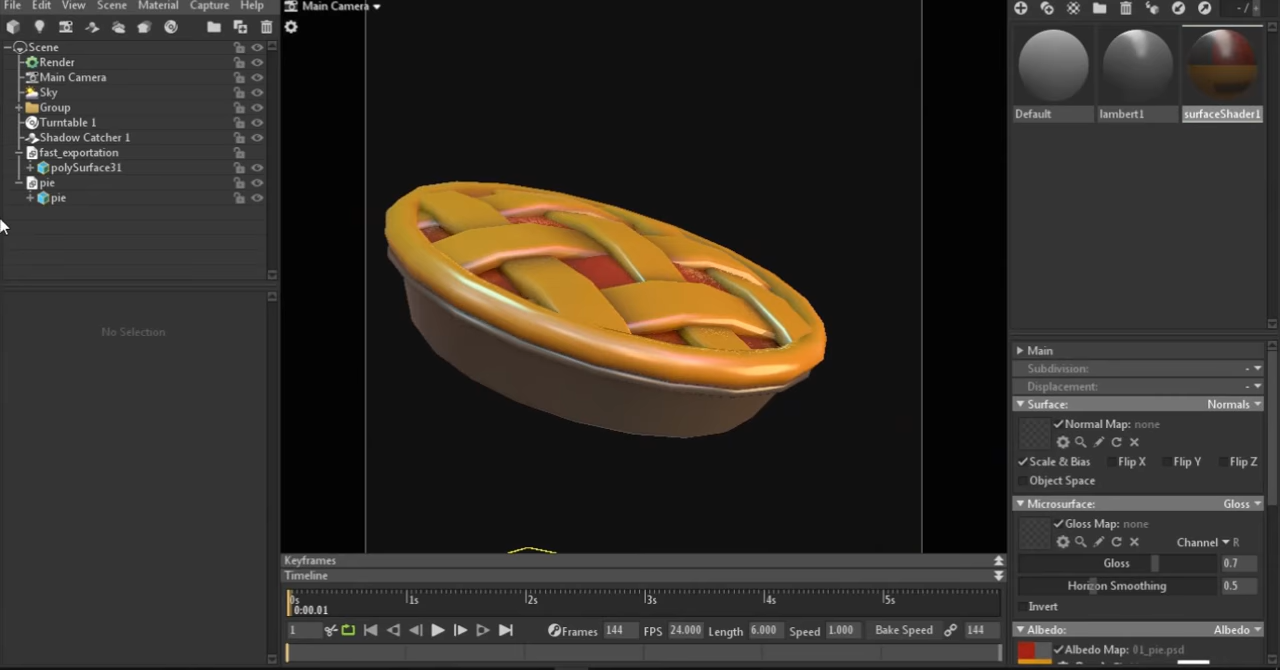 File Edit View Scene Material Capture Help
Main Camera
- /
Scene
Render
Main Camera
Sky
Group
Turntable 1
Shadow Catcher 1
fast_exportation
polySurface31
pie
pie
No Selection
Default lambert1 surfaceShader1
Main
Subdivision: -
Displacement: -
Surface: Normals
Normal Map: none
Scale & Bias Flip X Flip Y Flip Z
Object Space
Microsurface: Gloss
Gloss Map: none
Channel R
Gloss 0.7
Horizon Smoothing 0.5
Invert
Albedo: Albedo
Albedo Map: 01_pie.psd
Keyframes
Timeline
0s 1s 2s 3s 4s 5s
0:00.01
1 Frames 144 FPS 24.000 Length 6.000 Speed 1.000 Bake Speed 144